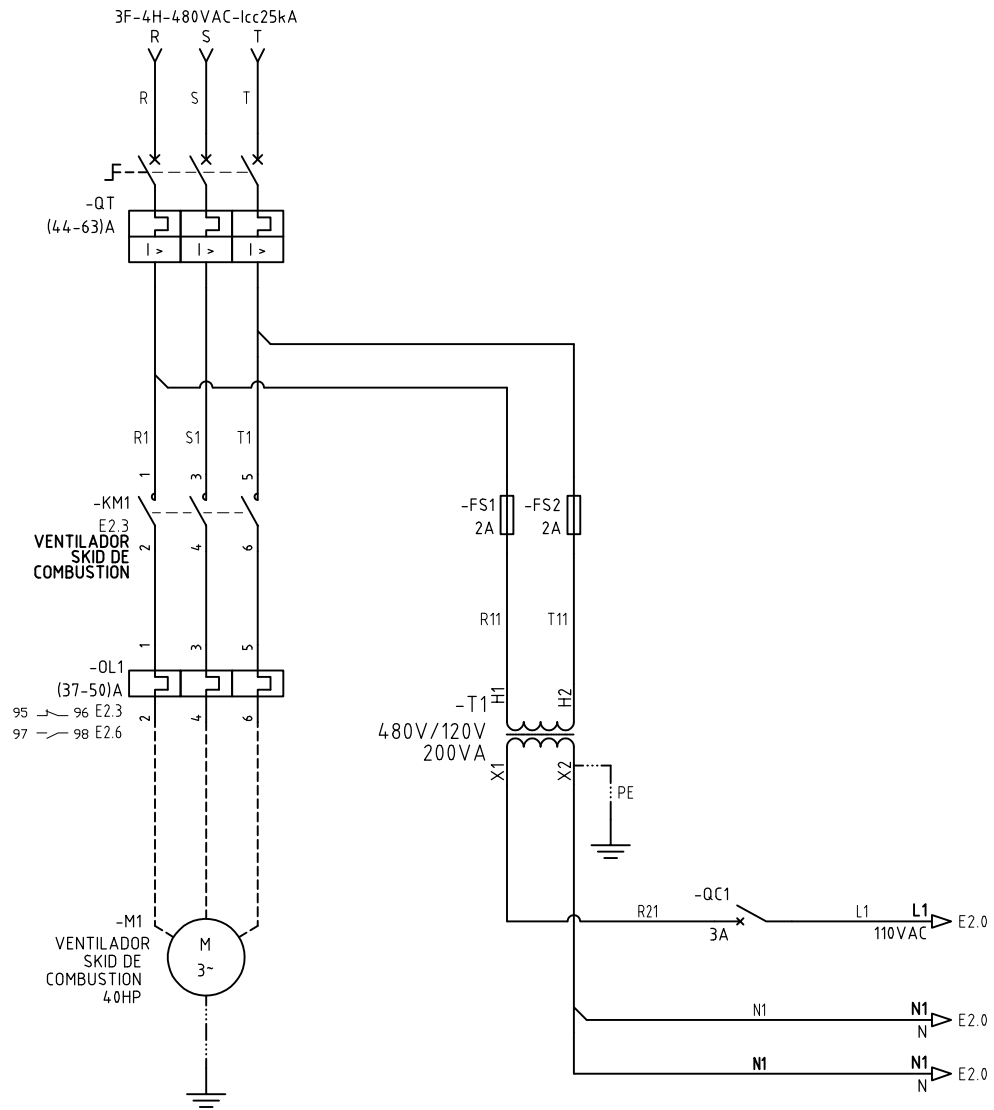 3F-4H-480VAC-Icc25kA
R S T
R S T
-QT
(44-63)A
I > I > I >
R1 S1 T1
1 3 5
-KM1
E2.3
VENTILADOR
SKID DE
COMBUSTION
2 4 6
-FS1
2A
-FS2
2A
R11 T11
1 3 5
-OL1
(37-50)A
95 96 E2.3
97 98 E2.6
2 4 6
H1 H2
-T1
480V/120V
200VA
X1 X2
PE
-QC1
3A
R21
L1
L1
110VAC
E2.0
-M1
VENTILADOR
SKID DE
COMBUSTION
40HP
M
3~
N1
N1
N
E2.0
N1
N1
N
E2.0